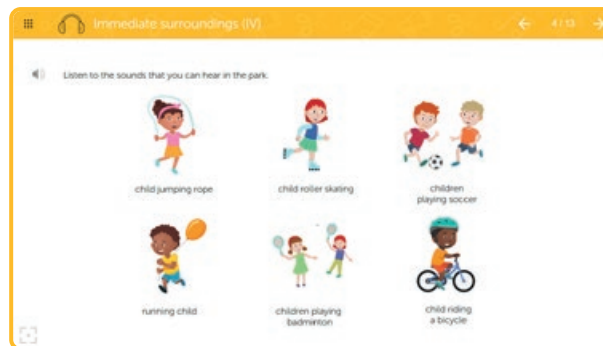 Immediate surroundings (IV)
4 / 13
Listen to the sounds that you can hear in the park.
child jumping rope
child roller skating
children
playing soccer
running child
children playing
badminton
child riding
a bicycle